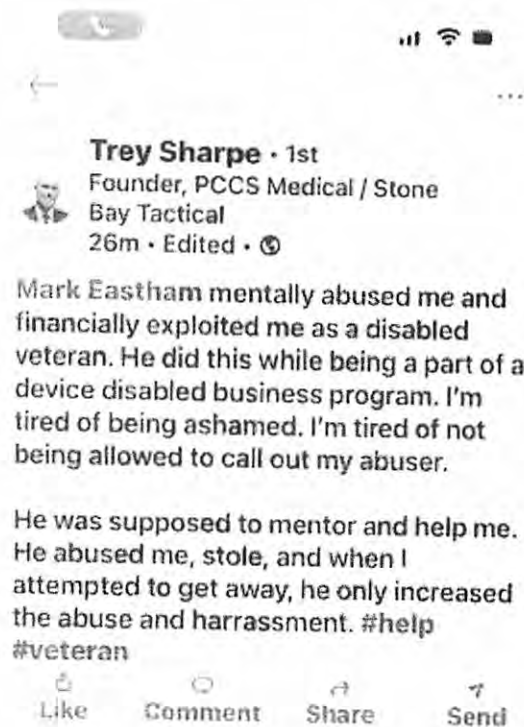 Trey Sharpe · 1st
Founder, PCCS Medical / Stone
Bay Tactical
26m · Edited ·
Mark Eastham mentally abused me and
financially exploited me as a disabled
veteran. He did this while being a part of a
device disabled business program. I'm
tired of being ashamed. I'm tired of not
being allowed to call out my abuser.
He was supposed to mentor and help me.
He abused me, stole, and when I
attempted to get away, he only increased
the abuse and harrassment. #help
#veteran
Like Comment Share Send